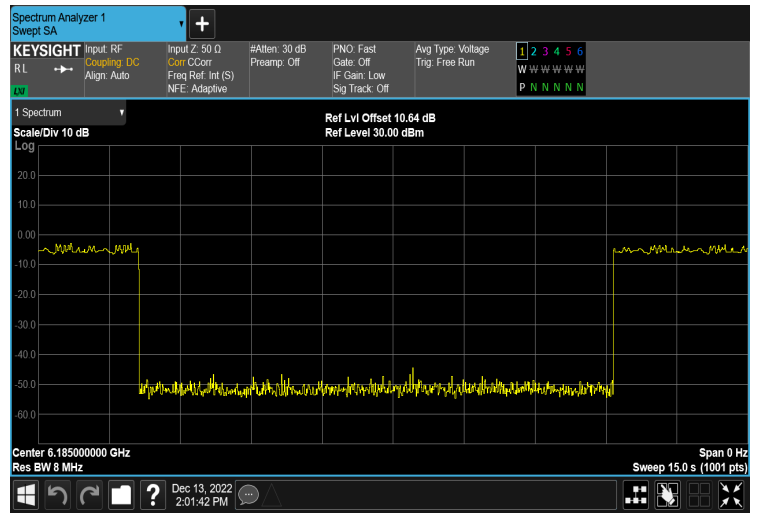 Spectrum Analyzer 1
Swept SA
KEYSIGHT
RL
LXI
Input: RF
Coupling: DC
Align: Auto
Input Z: 50 Ω
Corr CCorr
Freq Ref: Int (S)
NFE: Adaptive
#Atten: 30 dB
Preamp: Off
PNO: Fast
Gate: Off
IF Gain: Low
Sig Track: Off
Avg Type: Voltage
Trig: Free Run
1 2 3 4 5 6
W W W W W W
P N N N N N
1 Spectrum
Scale/Div 10 dB
Ref Lvl Offset 10.64 dB
Ref Level 30.00 dBm
Log
20.0
10.0
0.00
-10.0
-20.0
-30.0
-40.0
-50.0
-60.0
Center 6.185000000 GHz
Res BW 8 MHz
Span 0 Hz
Sweep 15.0 s (1001 pts)
?
Dec 13, 2022
2:01:42 PM